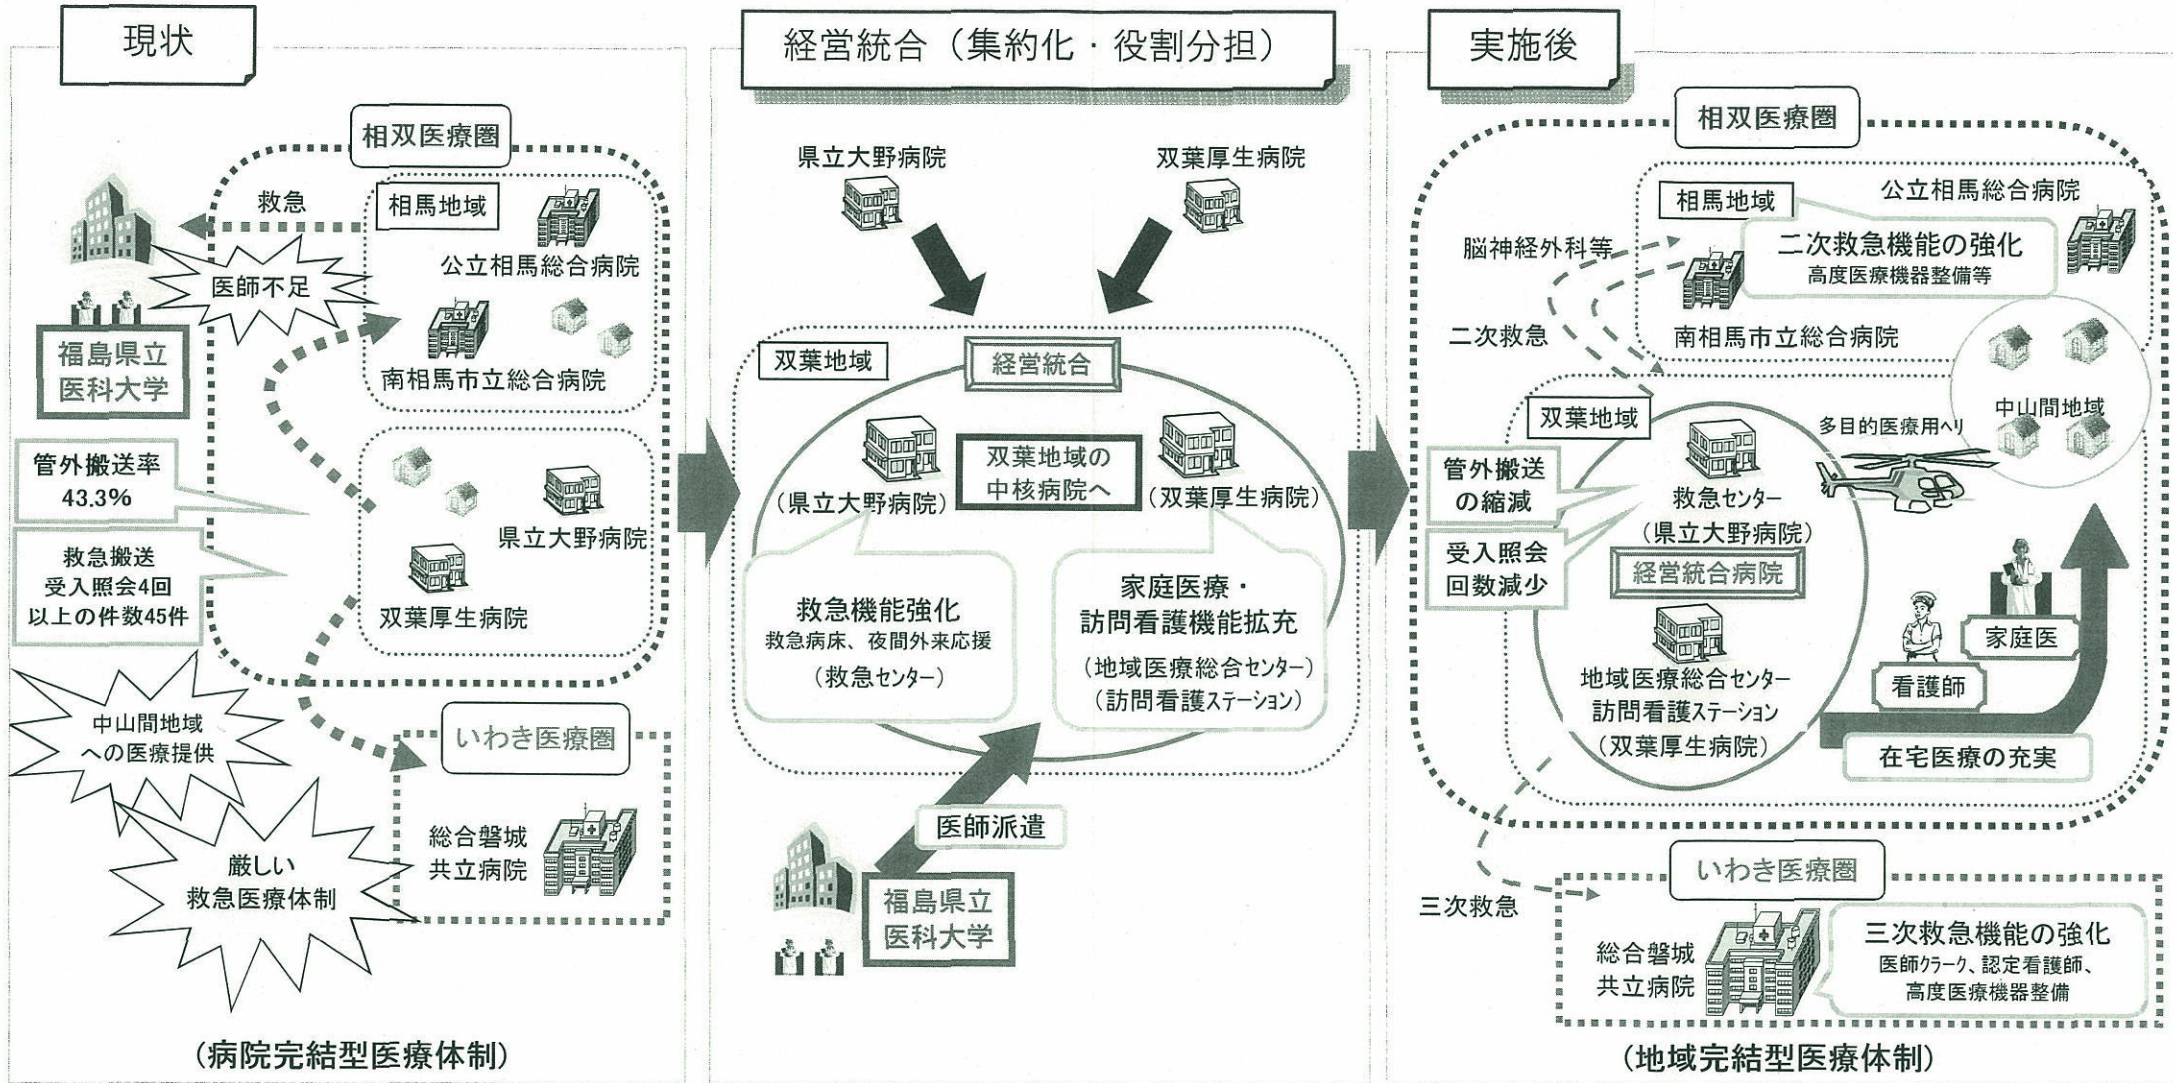 現状
相双医療圏
救急
相馬地域
公立相馬総合病院
医師不足
福島県立
医科大学
南相馬市立総合病院
管外搬送率
43.3%
県立大野病院
救急搬送
受入照会4回
以上の件数45件
双葉厚生病院
中山間地域
への医療提供
いわき医療圏
総合磐城
共立病院
厳しい
救急医療体制
(病院完結型医療体制)
経営統合（集約化・役割分担）
県立大野病院
双葉厚生病院
双葉地域
経営統合
双葉地域の
中核病院へ
(県立大野病院)
(双葉厚生病院)
救急機能強化
救急病床、夜間外来応援
(救急センター)
家庭医療・
訪問看護機能拡充
(地域医療総合センター)
(訪問看護ステーション)
医師派遣
福島県立
医科大学
実施後
相双医療圏
相馬地域
公立相馬総合病院
二次救急機能の強化
高度医療機器整備等
脳神経外科等
二次救急
南相馬市立総合病院
双葉地域
中山間地域
多目的医療用ヘリ
管外搬送
の縮減
救急センター
(県立大野病院)
受入照会
回数減少
経営統合病院
地域医療総合センター
訪問看護ステーション
(双葉厚生病院)
家庭医
看護師
在宅医療の充実
いわき医療圏
三次救急
総合磐城
共立病院
三次救急機能の強化
医師クラーク、認定看護師、
高度医療機器整備
(地域完結型医療体制)